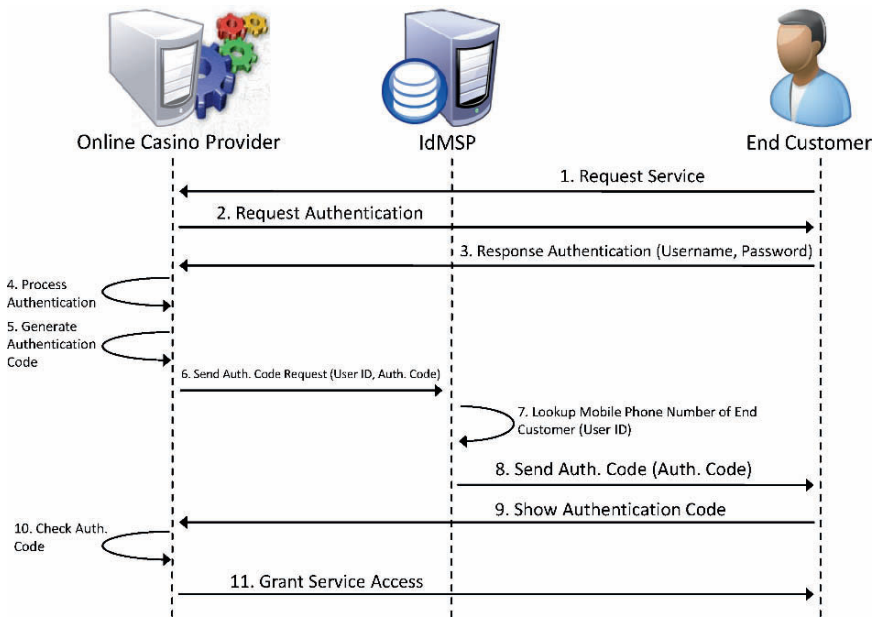 Online Casino Provider
IdMSP
End Customer
1. Request Service
2. Request Authentication
3. Response Authentication (Username, Password)
4. Process
Authentication
5. Generate
Authentication
Code
6. Send Auth. Code Request (User ID, Auth. Code)
7. Lookup Mobile Phone Number of End
Customer (User ID)
8. Send Auth. Code (Auth. Code)
9. Show Authentication Code
10. Check Auth.
Code
11. Grant Service Access